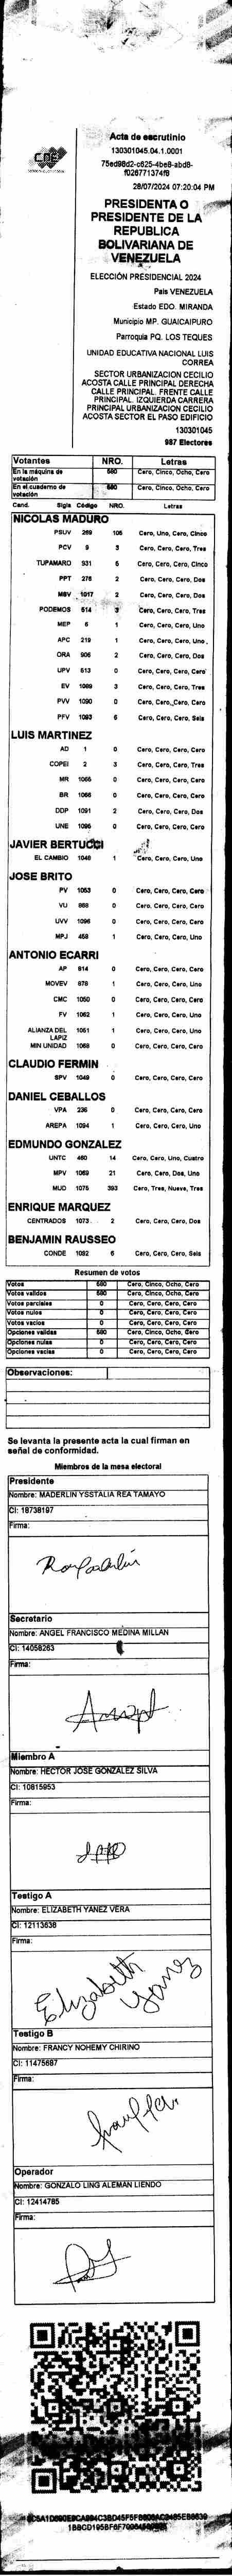 CNE
Acta de escrutinio
130301045.04.1.0001
75ed98d2-c625-4be8-abd8-
f026771374f8
28/07/2024 07:20:04 PM
PRESIDENTA O
PRESIDENTE DE LA
REPUBLICA
BOLIVARIANA DE
VENEZUELA
ELECCIÓN PRESIDENCIAL 2024
País VENEZUELA
Estado EDO. MIRANDA
Municipio MP. GUAICAIPURO
Parroquia PQ. LOS TEQUES
UNIDAD EDUCATIVA NACIONAL LUIS
CORREA
SECTOR URBANIZACION CECILIO
ACOSTA CALLE PRINCIPAL DERECHA
CALLE PRINCIPAL. FRENTE CALLE
PRINCIPAL. IZQUIERDA CARRERA
PRINCIPAL URBANIZACION CECILIO
ACOSTA SECTOR EL PASO EDIFICIO
130301045
987 Electores
Votantes NRO. Letras
En la máquina de votación 580 Cero, Cinco, Ocho, Cero
En el cuaderno de votación 580 Cero, Cinco, Ocho, Cero
Cand. Sigla Código NRO. Letras
NICOLAS MADURO
PSUV 269 105 Cero, Uno, Cero, Cinco
PCV 9 3 Cero, Cero, Cero, Tres
TUPAMARO 931 5 Cero, Cero, Cero, Cinco
PPT 276 2 Cero, Cero, Cero, Dos
MSV 1017 2 Cero, Cero, Cero, Dos
PODEMOS 514 3 Cero, Cero, Cero, Tres
MEP 6 1 Cero, Cero, Cero, Uno
APC 219 1 Cero, Cero, Cero, Uno
ORA 906 2 Cero, Cero, Cero, Dos
UPV 613 0 Cero, Cero, Cero, Cero
EV 1089 3 Cero, Cero, Cero, Tres
PVV 1090 0 Cero, Cero, Cero, Cero
PFV 1093 6 Cero, Cero, Cero, Seis
LUIS MARTINEZ
AD 1 0 Cero, Cero, Cero, Cero
COPEI 2 3 Cero, Cero, Cero, Tres
MR 1065 0 Cero, Cero, Cero, Cero
BR 1066 0 Cero, Cero, Cero, Cero
DDP 1091 2 Cero, Cero, Cero, Dos
UNE 1095 0 Cero, Cero, Cero, Cero
JAVIER BERTUCCI
EL CAMBIO 1048 1 Cero, Cero, Cero, Uno
JOSE BRITO
PV 1053 0 Cero, Cero, Cero, Cero
VU 868 0 Cero, Cero, Cero, Cero
UVV 1096 0 Cero, Cero, Cero, Cero
MPJ 458 1 Cero, Cero, Cero, Uno
ANTONIO ECARRI
AP 914 0 Cero, Cero, Cero, Cero
MOVEV 878 1 Cero, Cero, Cero, Uno
CMC 1050 0 Cero, Cero, Cero, Cero
FV 1062 1 Cero, Cero, Cero, Uno
ALIANZA DEL LAPIZ 1051 1 Cero, Cero, Cero, Uno
MIN UNIDAD 1068 0 Cero, Cero, Cero, Cero
CLAUDIO FERMIN
SPV 1049 0 Cero, Cero, Cero, Cero
DANIEL CEBALLOS
VPA 236 0 Cero, Cero, Cero, Cero
AREPA 1094 1 Cero, Cero, Cero, Uno
EDMUNDO GONZALEZ
UNTC 480 14 Cero, Cero, Uno, Cuatro
MPV 1069 21 Cero, Cero, Dos, Uno
MUD 1075 393 Cero, Tres, Nueve, Tres
ENRIQUE MARQUEZ
CENTRADOS 1073 2 Cero, Cero, Cero, Dos
BENJAMIN RAUSSEO
CONDE 1092 6 Cero, Cero, Cero, Seis
Resumen de votos
Votos 580 Cero, Cinco, Ocho, Cero
Votos validos 580 Cero, Cinco, Ocho, Cero
Votos parciales 0 Cero, Cero, Cero, Cero
Votos nulos 0 Cero, Cero, Cero, Cero
Votos vacios 0 Cero, Cero, Cero, Cero
Opciones validas 580 Cero, Cinco, Ocho, Cero
Opciones nulas 0 Cero, Cero, Cero, Cero
Opciones vacias 0 Cero, Cero, Cero, Cero
Observaciones:
Se levanta la presente acta la cual firman en
señal de conformidad.
Miembros de la mesa electoral
Presidente
Nombre: MADERLIN YSSTALIA REA TAMAYO
CI: 18738197
Firma:
Secretario
Nombre: ANGEL FRANCISCO MEDINA MILLAN
CI: 14058263
Firma:
Miembro A
Nombre: HECTOR JOSE GONZALEZ SILVA
CI: 10815953
Firma:
Testigo A
Nombre: ELIZABETH YANEZ VERA
CI: 12113638
Firma:
Elizabeth
Yanez
Testigo B
Nombre: FRANCY NOHEMY CHIRINO
CI: 11475687
Firma:
Operador
Nombre: GONZALO LING ALEMAN LIENDO
CI: 12414785
Firma: